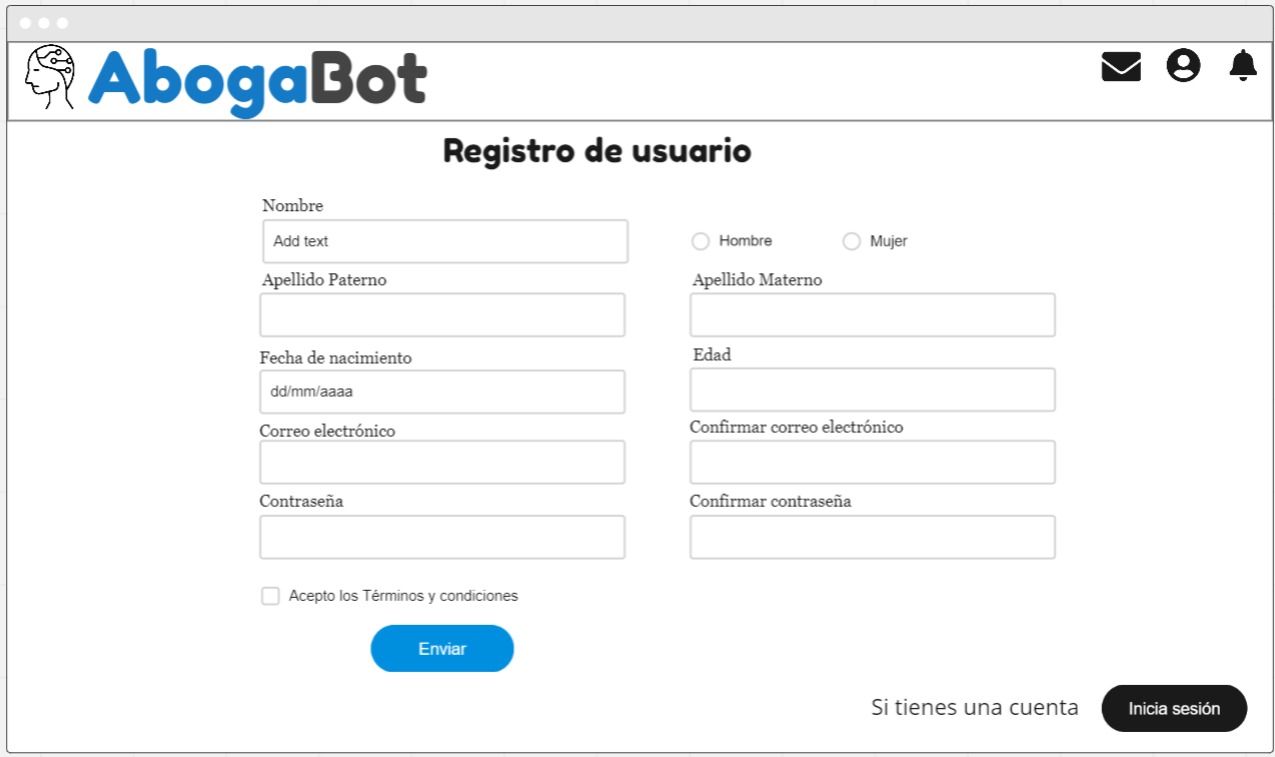 AbogaBot
Registro de usuario
Nombre
Add text
Hombre Mujer
Apellido Paterno Apellido Materno
Fecha de nacimiento Edad
dd/mm/aaaa
Correo electrónico Confirmar correo electrónico
Contraseña Confirmar contraseña
Acepto los Términos y condiciones
Enviar
Si tienes una cuenta Inicia sesión